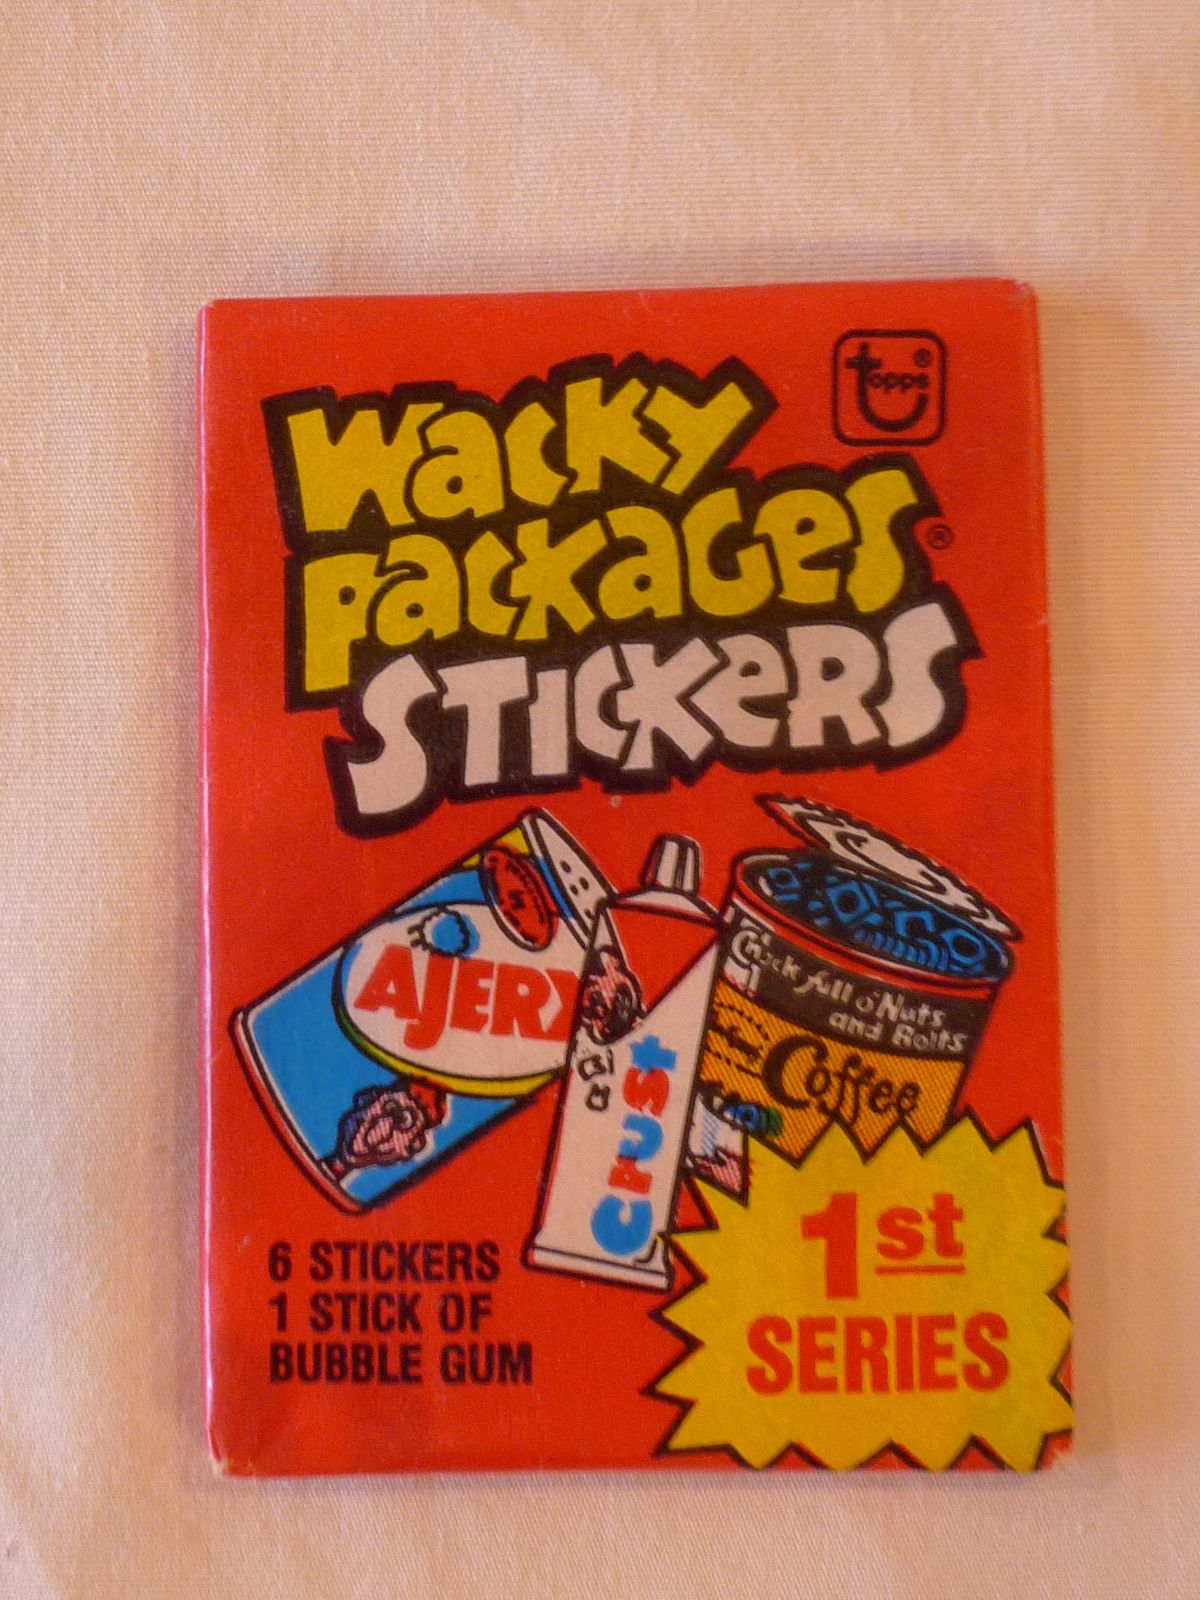 topps®
Wacky
Packages®
STICKERS
AJERX
Crust
Chock full o' Nuts
and Bolts
Coffee
6 STICKERS
1 STICK OF
BUBBLE GUM
1st
SERIES